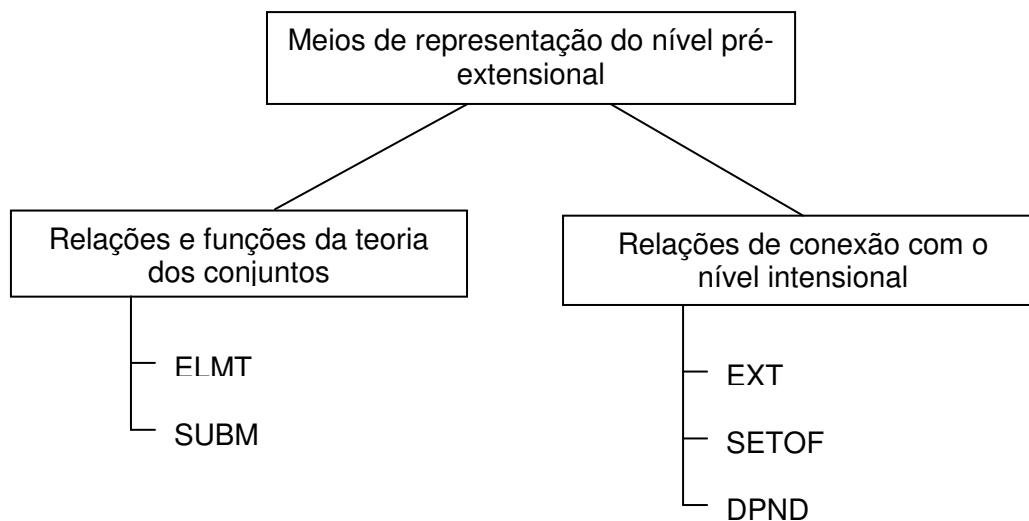 Meios de representação do nível pré-
extensional
Relações e funções da teoria
dos conjuntos
Relações de conexão com o
nível intensional
ELMT
SUBM
EXT
SETOF
DPND